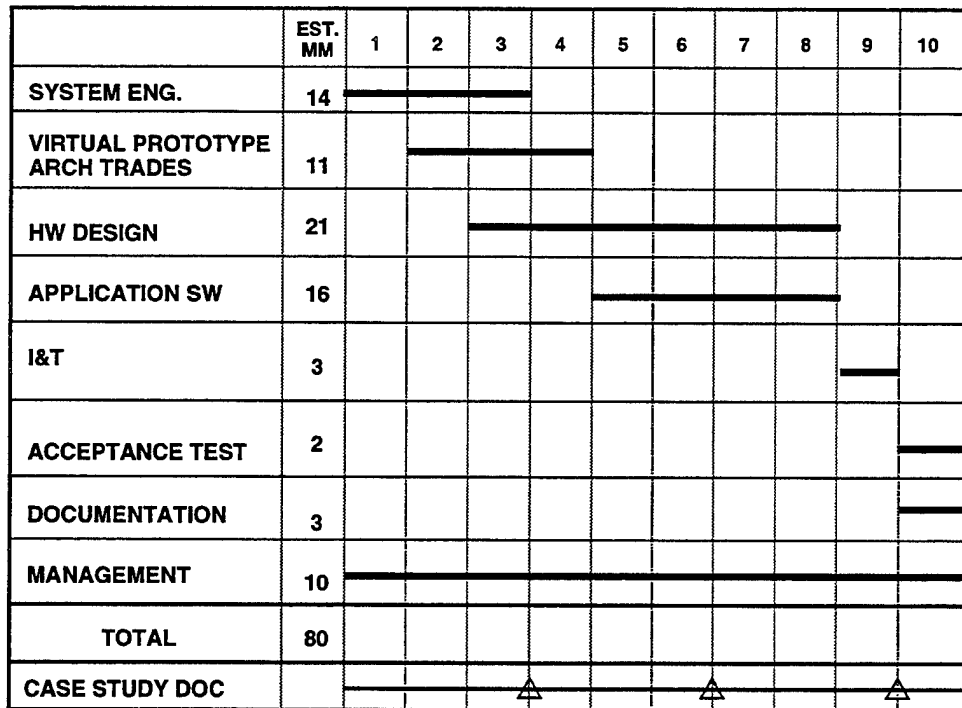 EST. MM 1 2 3 4 5 6 7 8 9 10
SYSTEM ENG. 14
VIRTUAL PROTOTYPE
ARCH TRADES 11
HW DESIGN 21
APPLICATION SW 16
I&T 3
ACCEPTANCE TEST 2
DOCUMENTATION 3
MANAGEMENT 10
TOTAL 80
CASE STUDY DOC